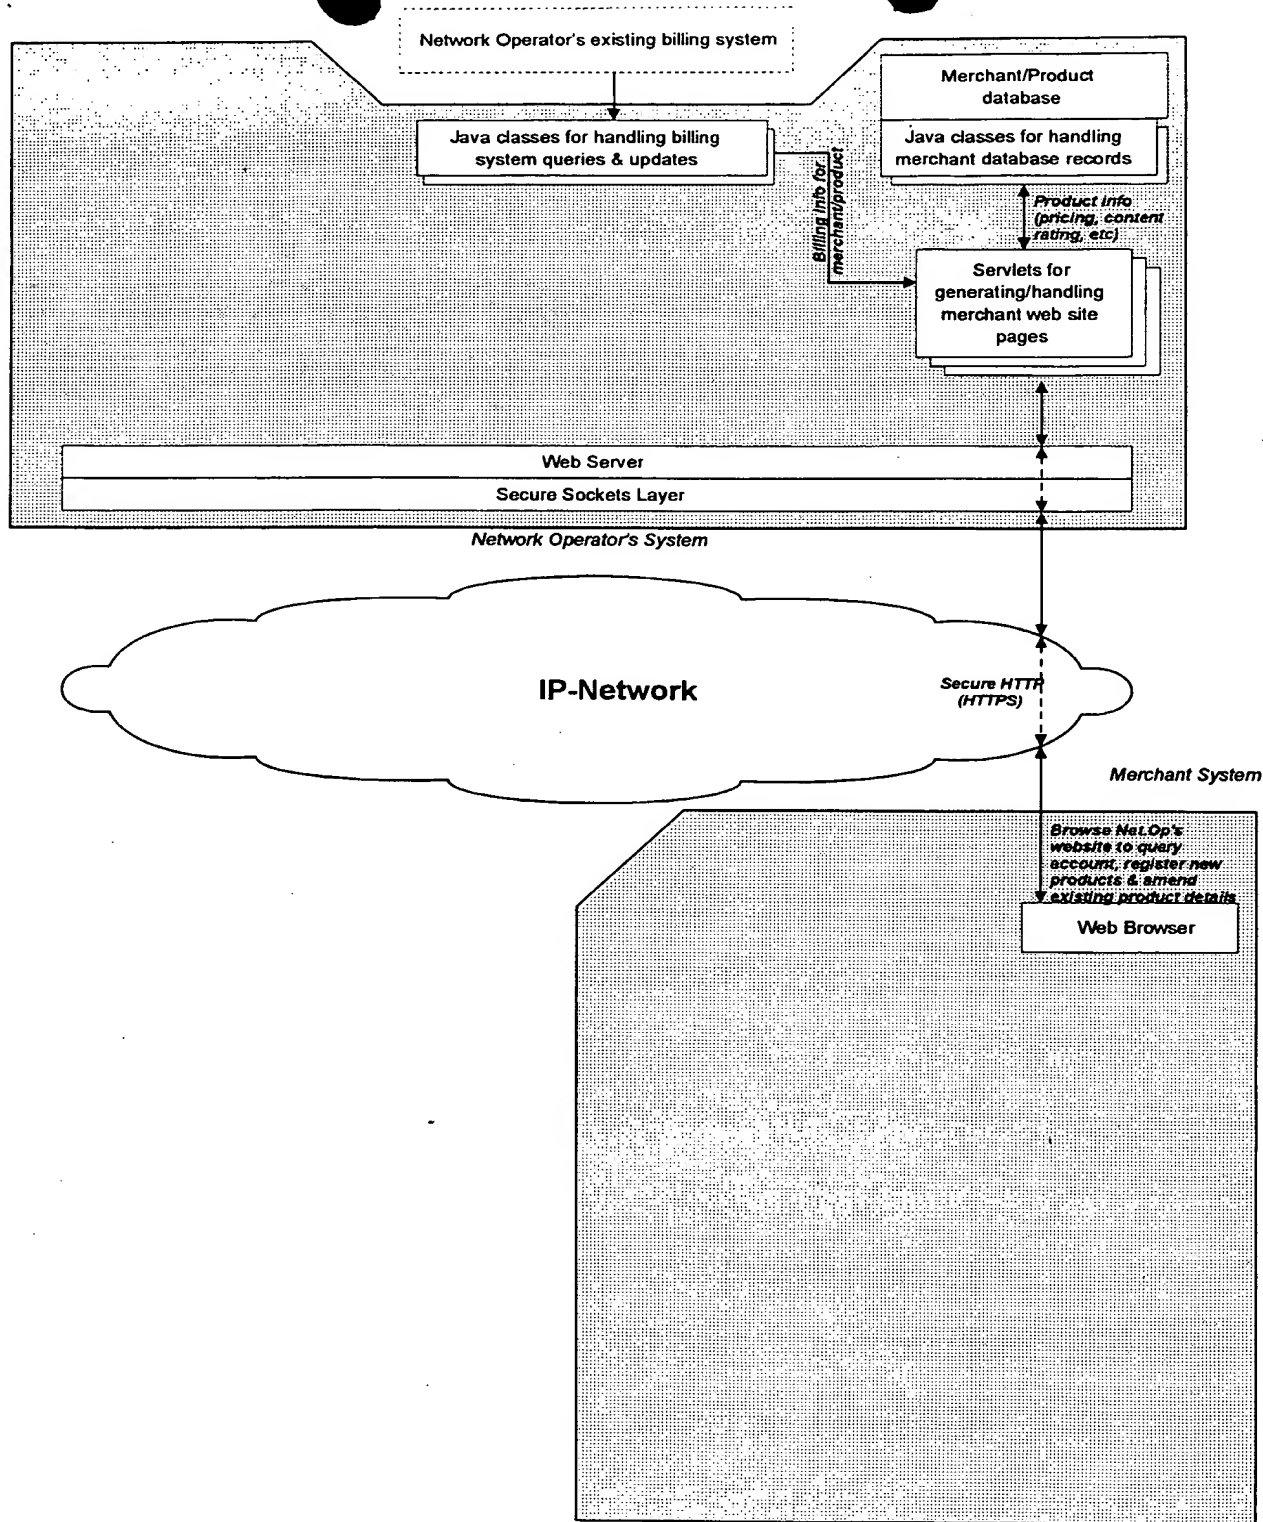 Network Operator's existing billing system
Merchant/Product
database
Java classes for handling billing
system queries & updates
Java classes for handling
merchant database records
Billing info for
merchant/product
Product info
(pricing, content
rating, etc)
Servlets for
generating/handling
merchant web site
pages
Web Server
Secure Sockets Layer
Network Operator's System
IP-Network
Secure HTTP
(HTTPS)
Merchant System
Browse Net.Op's
website to query
account, register new
products & amend
existing product details
Web Browser